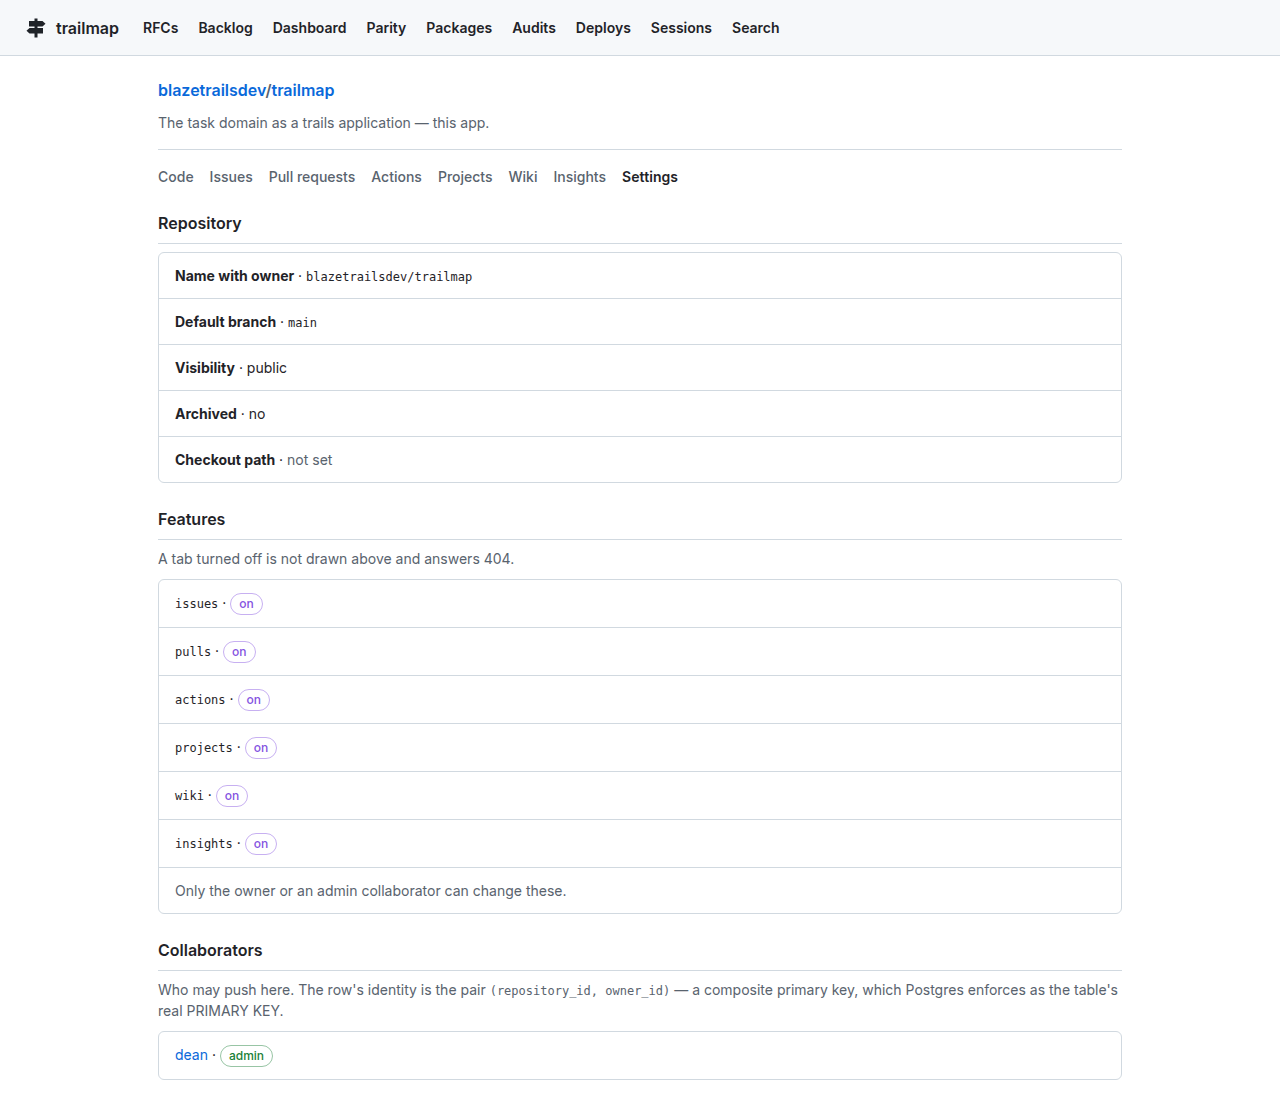 trailmap RFCs Backlog Dashboard Parity Packages Audits Deploys Sessions Search
blazetrailsdev/trailmap
The task domain as a trails application — this app.
Code Issues Pull requests Actions Projects Wiki Insights Settings
Repository
Name with owner · blazetrailsdev/trailmap
Default branch · main
Visibility · public
Archived · no
Checkout path · not set
Features
A tab turned off is not drawn above and answers 404.
issues · on
pulls · on
actions · on
projects · on
wiki · on
insights · on
Only the owner or an admin collaborator can change these.
Collaborators
Who may push here. The row's identity is the pair (repository_id, owner_id) — a composite primary key, which Postgres enforces as the table's
real PRIMARY KEY.
dean · admin